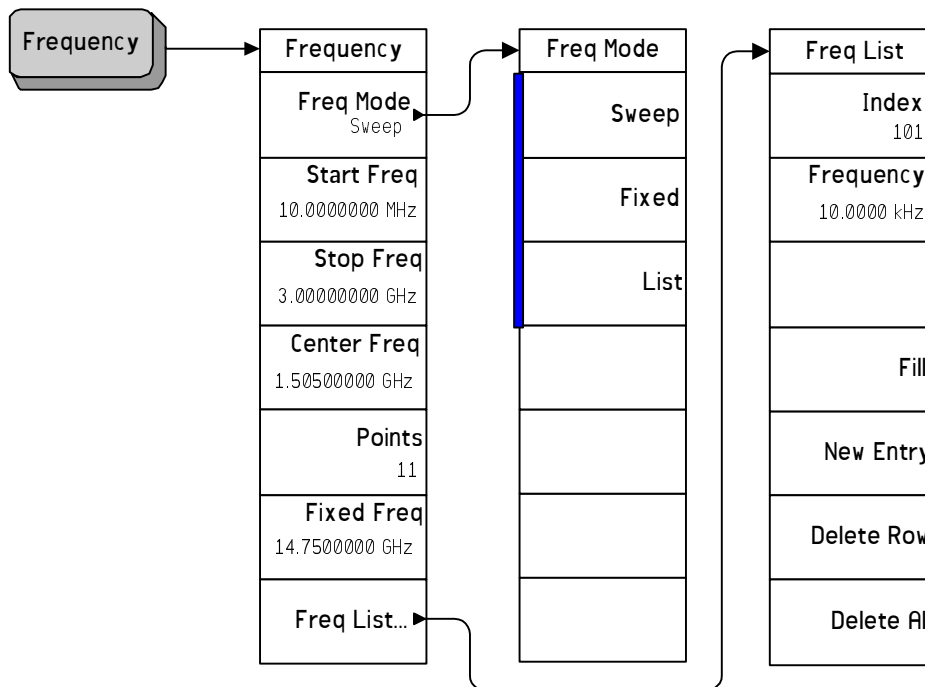 Frequency
Frequency
Freq Mode
Sweep
Start Freq
10.0000000 MHz
Stop Freq
3.00000000 GHz
Center Freq
1.50500000 GHz
Points
11
Fixed Freq
14.7500000 GHz
Freq List...
Freq Mode
Sweep
Fixed
List
Freq List
Index
101
Frequency
10.0000 kHz
Fill
New Entry
Delete Row
Delete Al